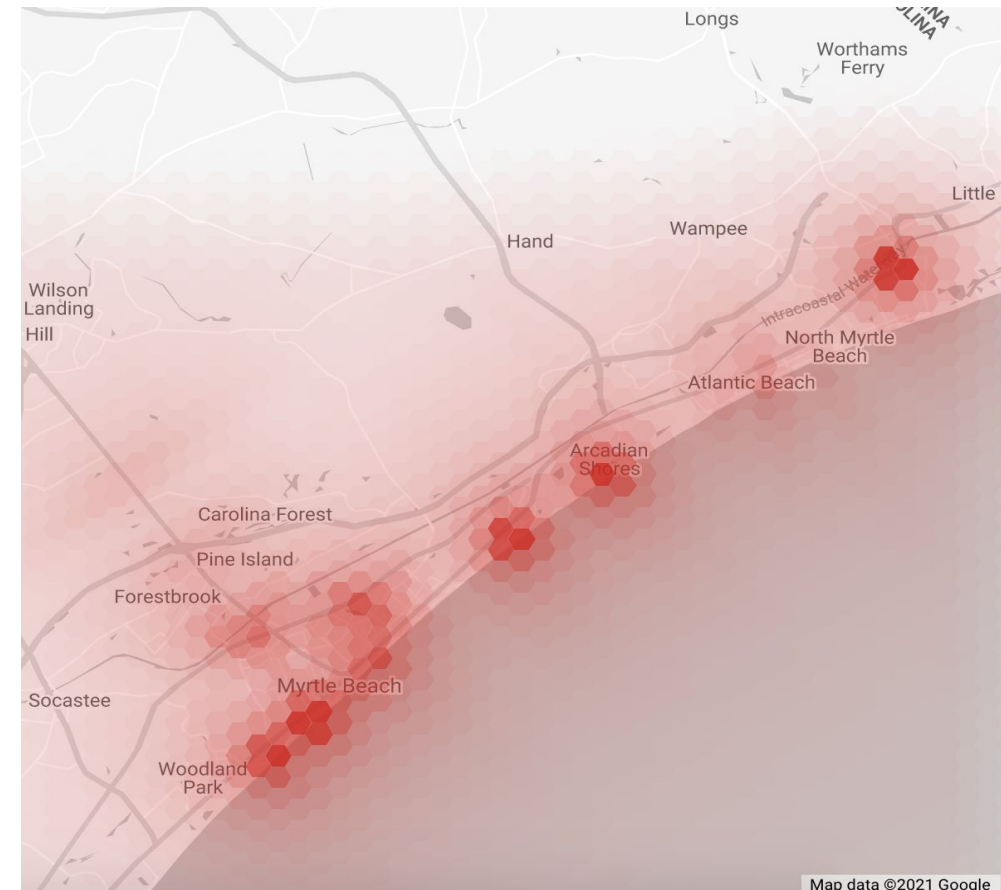 Longs
Worthams
Ferry
Little
Wampee
Hand
Wilson
Landing
Hill
Intracoastal
North Myrtle
Beach
Atlantic Beach
Arcadian
Shores
Carolina Forest
Pine Island
Forestbrook
Myrtle Beach
Socastee
Woodland
Park
Map data ©2021 Google